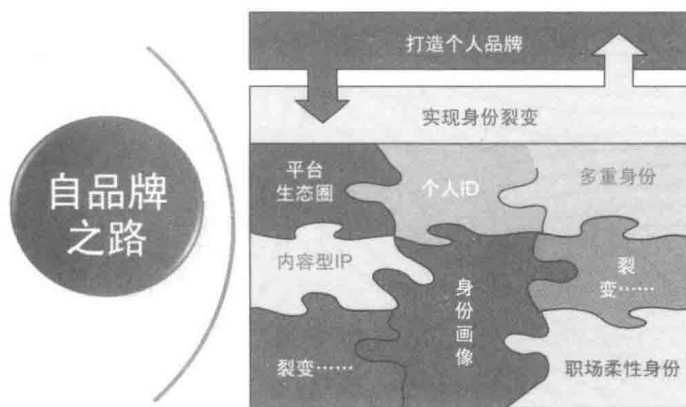 自品牌
之路
打造个人品牌
实现身份裂变
平台
生态圈
个人ID
多重身份
内容型IP
身
份
画
像
裂
变……
裂变……
职场柔性身份